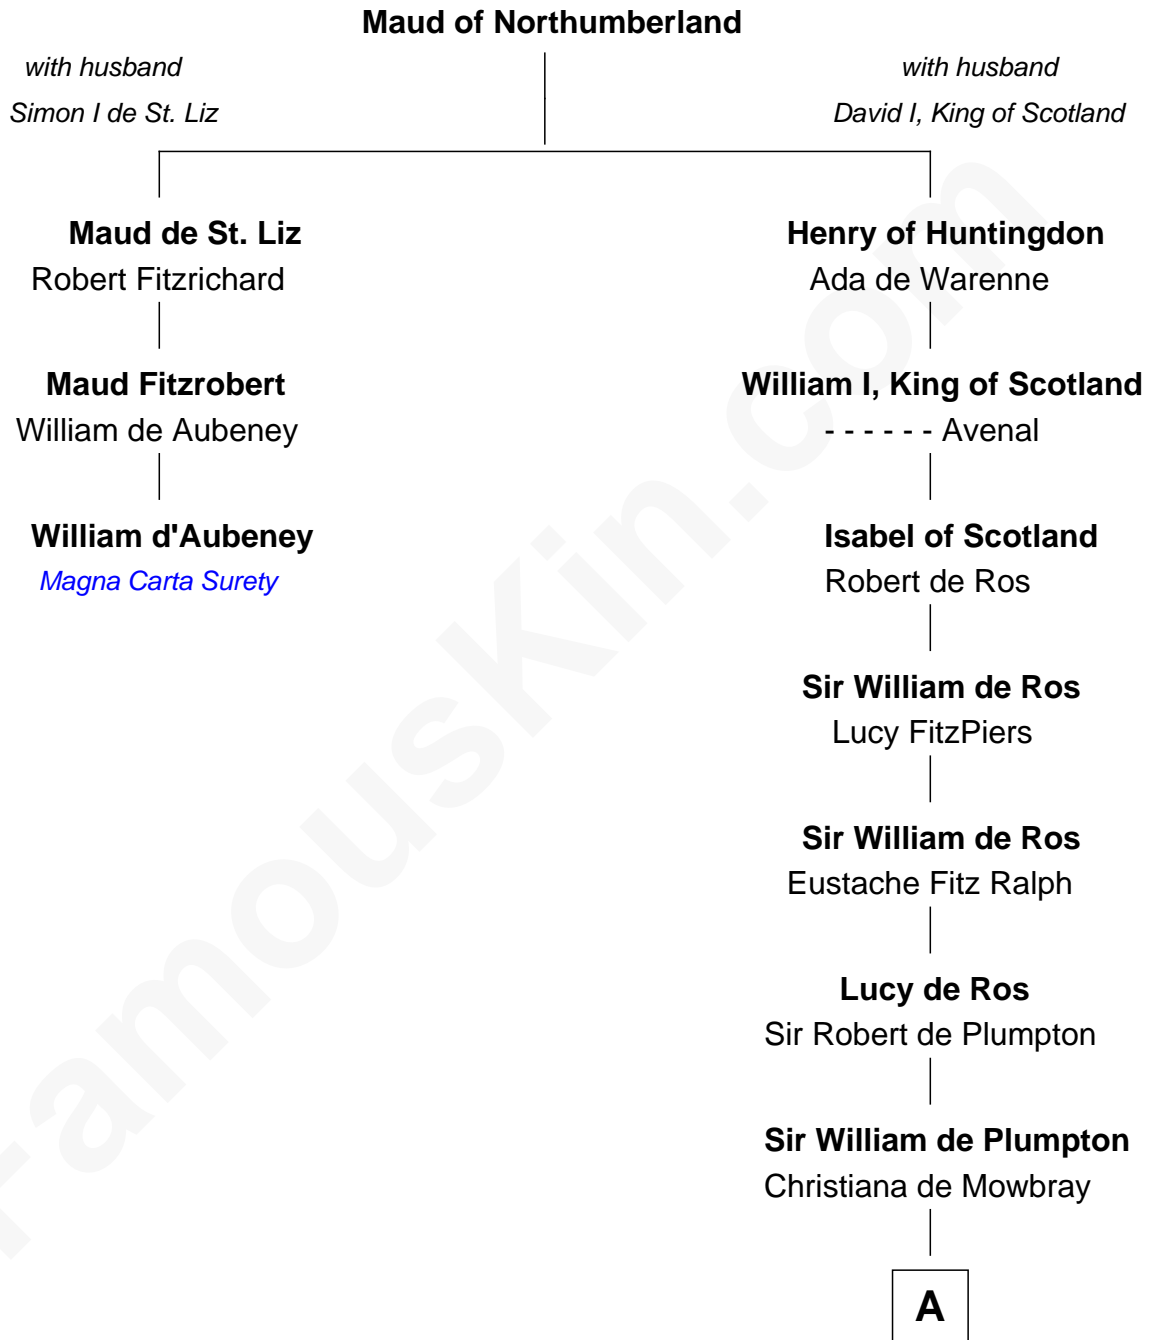 Maud of Northumberland
with husband
Simon I de St. Liz
with husband
David I, King of Scotland
Maud de St. Liz
Robert Fitzrichard
Henry of Huntingdon
Ada de Warenne
Maud Fitzrobert
William de Aubeney
William I, King of Scotland
- - - - - - Avenal
William d'Aubeney
Magna Carta Surety
Isabel of Scotland
Robert de Ros
Sir William de Ros
Lucy FitzPiers
Sir William de Ros
Eustache Fitz Ralph
Lucy de Ros
Sir Robert de Plumpton
Sir William de Plumpton
Christiana de Mowbray
A
FamousKin.com